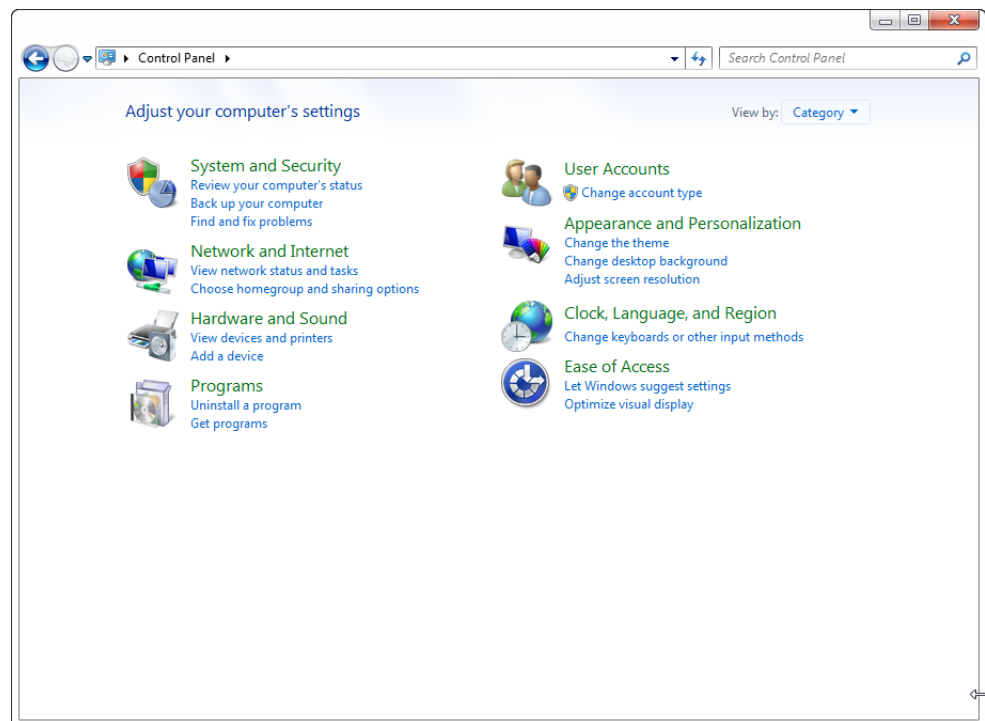 Control Panel
Search Control Panel
Adjust your computer's settings
View by: Category
System and Security
Review your computer's status
Back up your computer
Find and fix problems
Network and Internet
View network status and tasks
Choose homegroup and sharing options
Hardware and Sound
View devices and printers
Add a device
Programs
Uninstall a program
Get programs
User Accounts
Change account type
Appearance and Personalization
Change the theme
Change desktop background
Adjust screen resolution
Clock, Language, and Region
Change keyboards or other input methods
Ease of Access
Let Windows suggest settings
Optimize visual display